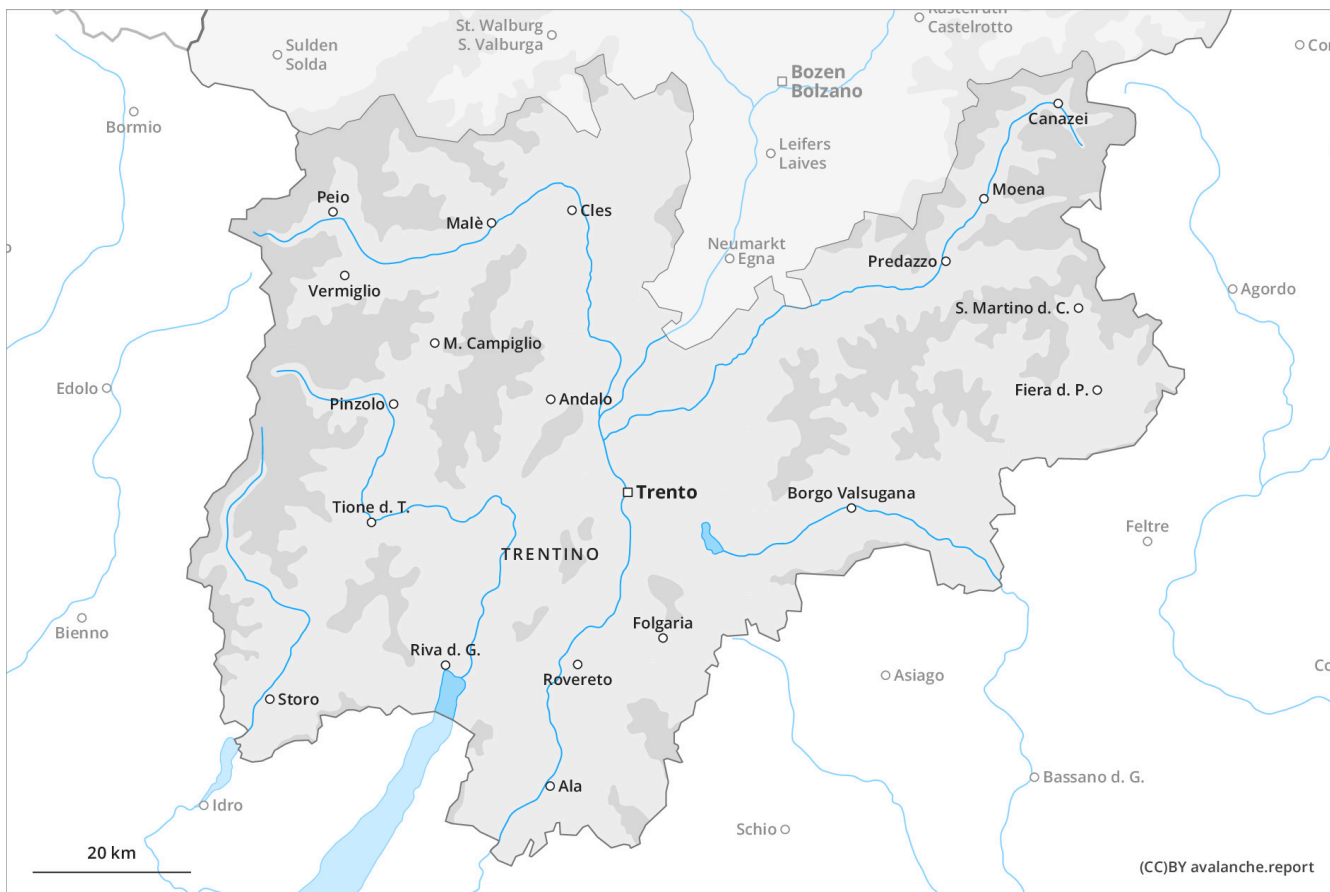 Kastelruth
Castelrotto
St. Walburg
S. Valburga
Sulden
Solda
Bozen
Bolzano
Bormio
Canazei
Leifers
Laives
Peio
Moena
Malè
Cles
Neumarkt
Egna
Predazzo
Vermiglio
Agordo
S. Martino d. C.
M. Campiglio
Edolo
Fiera d. P.
Andalo
Pinzolo
Trento
Borgo Valsugana
Tione d. T.
Feltre
TRENTINO
Bienno
Folgaria
Riva d. G.
Rovereto
Asiago
Storo
Bassano d. G.
Ala
Idro
Schio
20 km
(CC)BY avalanche.report